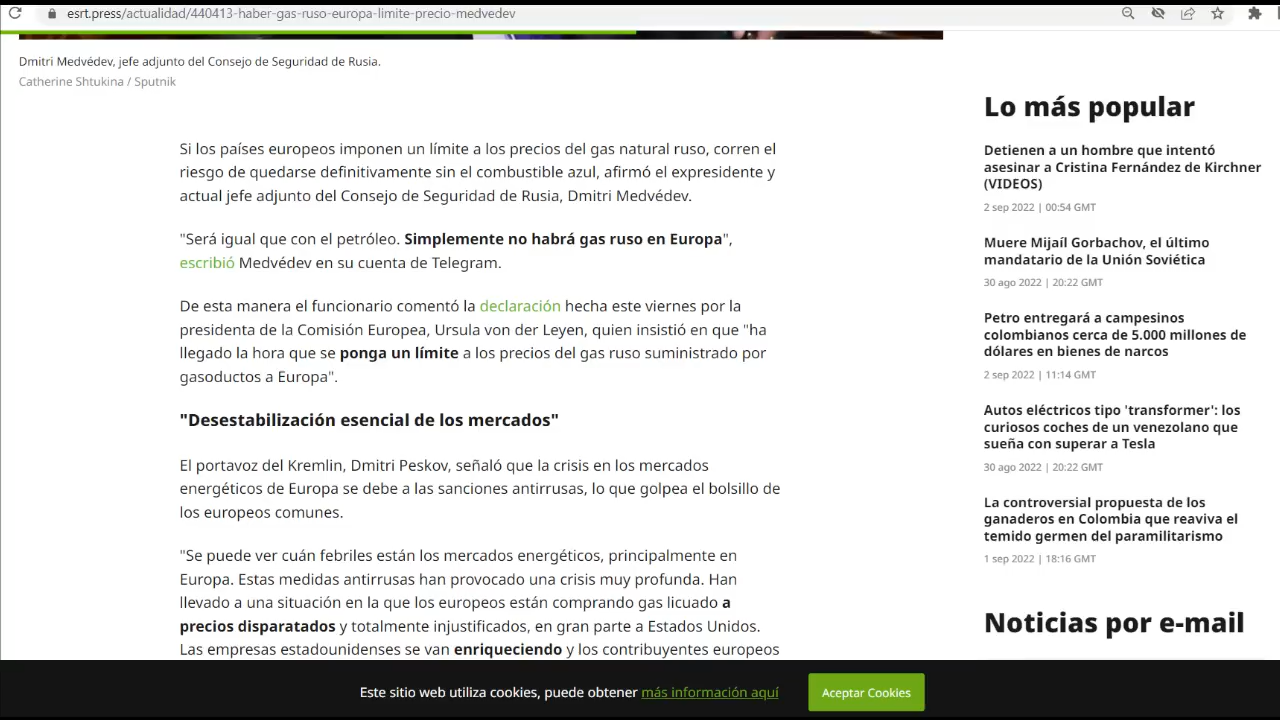 esrt.press/actualidad/440413-haber-gas-ruso-europa-limite-precio-medvedev
Dmitri Medvédev, jefe adjunto del Consejo de Seguridad de Rusia.
Catherine Shtukina / Sputnik
Si los países europeos imponen un límite a los precios del gas natural ruso, corren el
riesgo de quedarse definitivamente sin el combustible azul, afirmó el expresidente y
actual jefe adjunto del Consejo de Seguridad de Rusia, Dmitri Medvédev.
"Será igual que con el petróleo. Simplemente no habrá gas ruso en Europa",
escribió Medvédev en su cuenta de Telegram.
De esta manera el funcionario comentó la declaración hecha este viernes por la
presidenta de la Comisión Europea, Ursula von der Leyen, quien insistió en que "ha
llegado la hora que se ponga un límite a los precios del gas ruso suministrado por
gasoductos a Europa".
"Desestabilización esencial de los mercados"
El portavoz del Kremlin, Dmitri Peskov, señaló que la crisis en los mercados
energéticos de Europa se debe a las sanciones antirrusas, lo que golpea el bolsillo de
los europeos comunes.
"Se puede ver cuán febriles están los mercados energéticos, principalmente en
Europa. Estas medidas antirrusas han provocado una crisis muy profunda. Han
llevado a una situación en la que los europeos están comprando gas licuado a
precios disparatados y totalmente injustificados, en gran parte a Estados Unidos.
Las empresas estadounidenses se van enriqueciendo y los contribuyentes europeos
Lo más popular
Detienen a un hombre que intentó
asesinar a Cristina Fernández de Kirchner
(VIDEOS)
2 sep 2022 | 00:54 GMT
Muere Mijaíl Gorbachov, el último
mandatario de la Unión Soviética
30 ago 2022 | 20:22 GMT
Petro entregará a campesinos
colombianos cerca de 5.000 millones de
dólares en bienes de narcos
2 sep 2022 | 11:14 GMT
Autos eléctricos tipo 'transformer': los
curiosos coches de un venezolano que
sueña con superar a Tesla
30 ago 2022 | 20:22 GMT
La controversial propuesta de los
ganaderos en Colombia que reaviva el
temido germen del paramilitarismo
1 sep 2022 | 18:16 GMT
Noticias por e-mail
Este sitio web utiliza cookies, puede obtener más información aquí
Aceptar Cookies